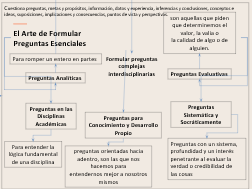 Coordina preguntas, metas y propósitos, información, datos y experiencia, inferencias y conclusiones, conceptos e
ideas, suposiciones, implicaciones y consecuencias, puntos de vista y perspectivas.
son aquellas que piden
que determinemos el
valor, la valía o
la calidad de algo o de
alguien.
El Arte de Formular
Preguntas Esenciales
Para romper un entero en partes
Formular preguntas
complejas
interdisciplinarias
Preguntas Analíticas
Preguntas Evaluativas
Preguntas en las
Disciplinas
Académicas
Preguntas para
Conocimiento y Desarrollo
Propio
Preguntas
Sistemática y
Socráticamente
Para entender la
lógica fundamental
de una disciplina
preguntas orientadas hacia
adentro, son las que nos
hacemos para
entendernos mejor a nosotros
mismos
Preguntas con un sistema,
profundidad y un interés
penetrante al evaluar la
verdad o credibilidad de
las cosas